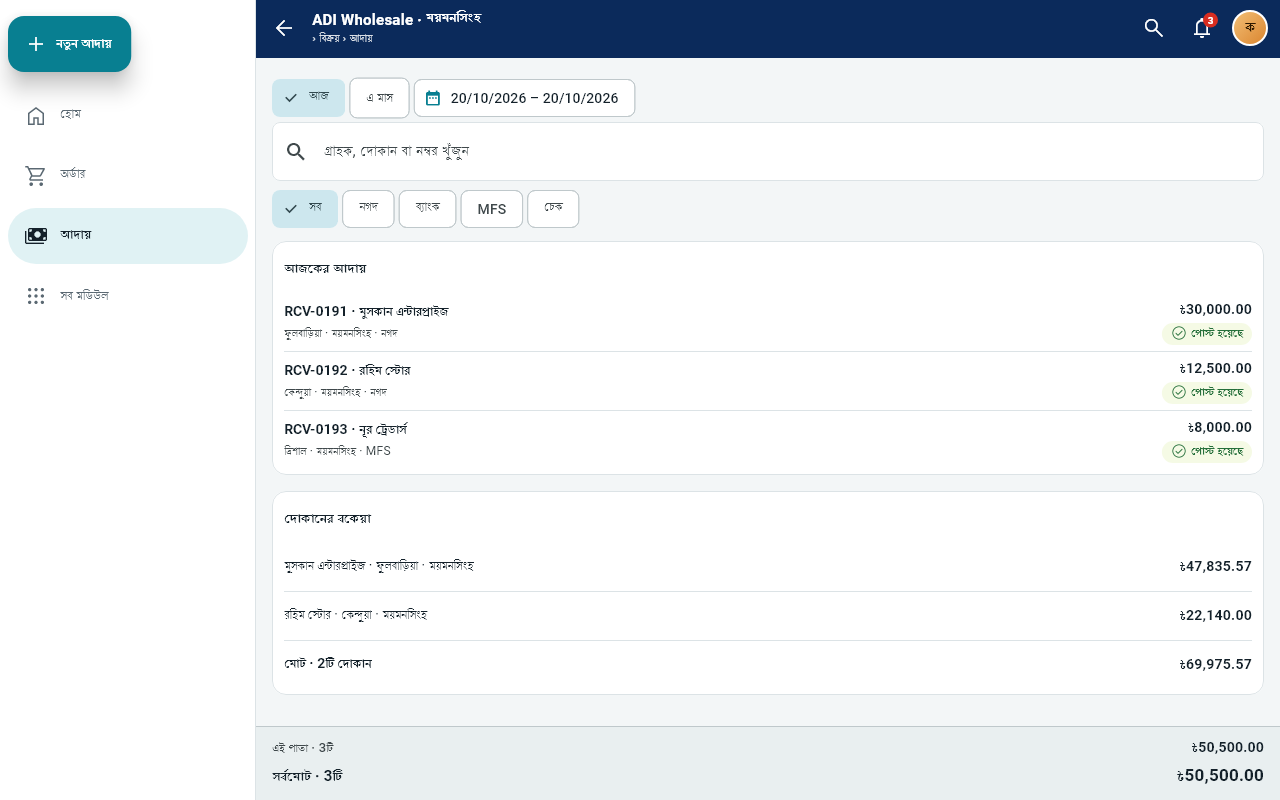 নতুন আদায়
হোম
অর্ডার
আদায়
সব মডিউল
ADI Wholesale · ময়মনসিংহ
› বিক্রয় › আদায়
3
ক
আজ
এ মাস
20/10/2026 – 20/10/2026
গ্রাহক, দোকান বা নম্বর খুঁজুন
সব
নগদ
ব্যাংক
MFS
চেক
আজকের আদায়
RCV-0191 · মুসকান এন্টারপ্রাইজ ৳30,000.00
ফুলবাড়িয়া · ময়মনসিংহ · নগদ পোস্ট হয়েছে
RCV-0192 · রহিম স্টোর ৳12,500.00
কেন্দুয়া · ময়মনসিংহ · নগদ পোস্ট হয়েছে
RCV-0193 · নূর ট্রেডার্স ৳8,000.00
ত্রিশাল · ময়মনসিংহ · MFS পোস্ট হয়েছে
দোকানের বকেয়া
মুসকান এন্টারপ্রাইজ · ফুলবাড়িয়া · ময়মনসিংহ ৳47,835.57
রহিম স্টোর · কেন্দুয়া · ময়মনসিংহ ৳22,140.00
মোট · 2টি দোকান ৳69,975.57
এই পাতা · 3টি ৳50,500.00
সর্বমোট · 3টি ৳50,500.00